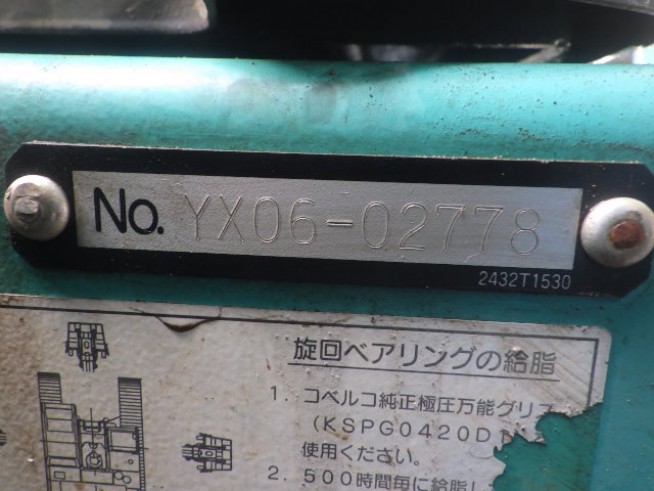 No. YX06-02778
2432T1530
旋回ベアリングの給脂
1. コベルコ純正極圧万能グリス
(KSPG0420D1
使用ください。
2. 500時間毎に給脂し